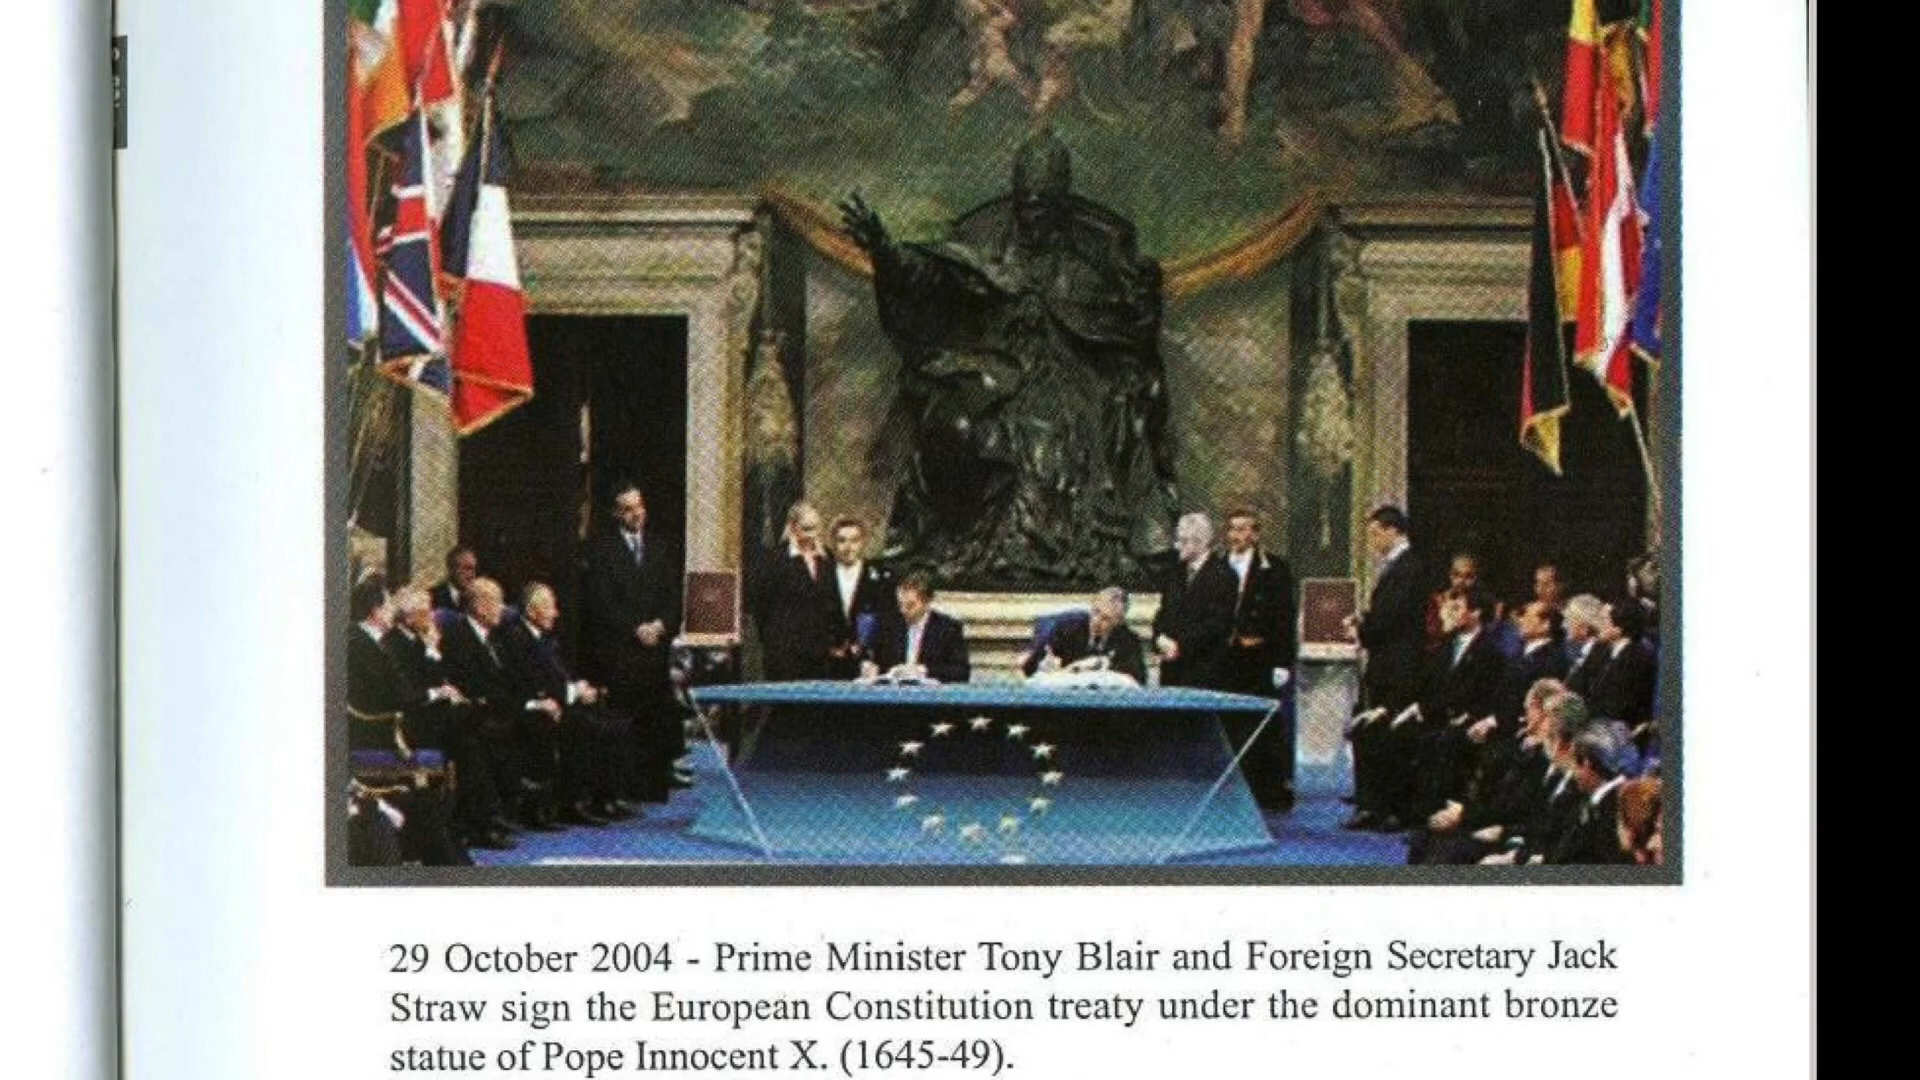 29 October 2004 - Prime Minister Tony Blair and Foreign Secretary Jack
Straw sign the European Constitution treaty under the dominant bronze
statue of Pope Innocent X. (1645-49).